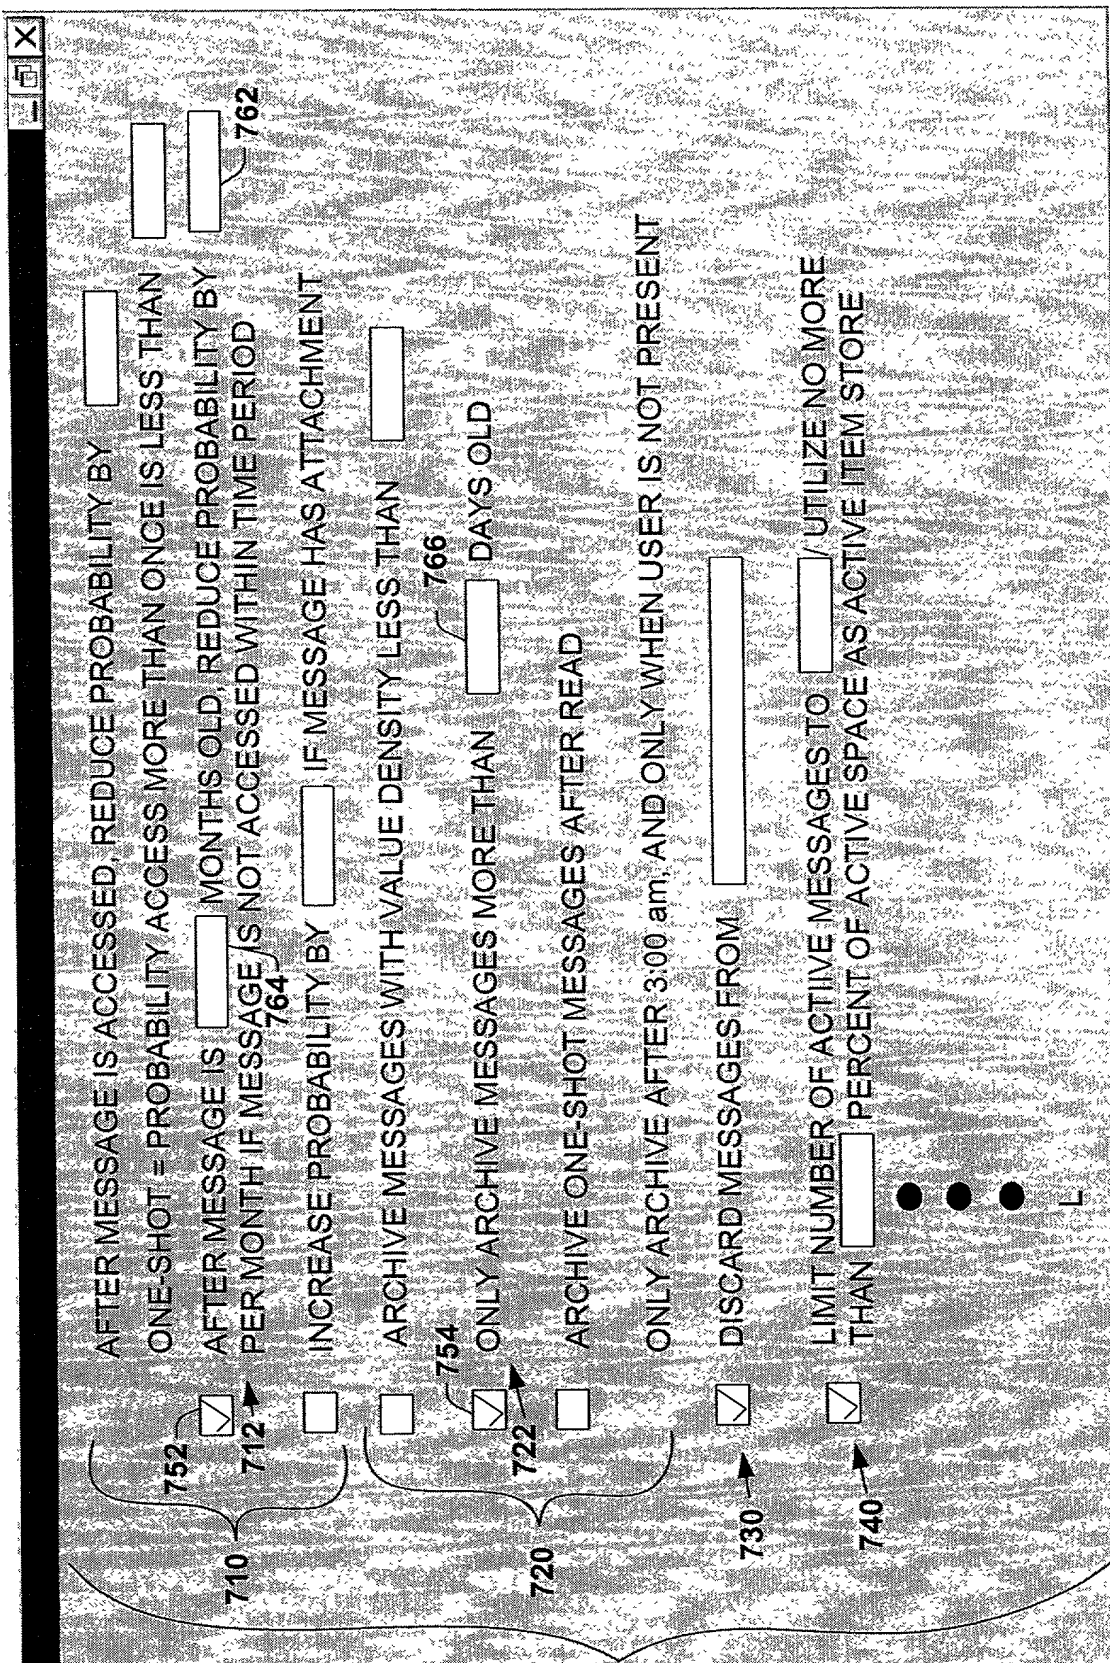 AFTER MESSAGE IS ACCESSED, REDUCE PROBABILITY BY
ONE-SHOT = PROBABILITY ACCESS MORE THAN ONCE IS LESS THAN
752
AFTER MESSAGE IS MONTHS OLD, REDUCE PROBABILITY BY
762
712
PER MONTH IF MESSAGE IS NOT ACCESSED WITHIN TIME PERIOD
764
710
INCREASE PROBABILITY BY IF MESSAGE HAS ATTACHMENT
ARCHIVE MESSAGES WITH VALUE DENSITY LESS THAN
754
766
ONLY ARCHIVE MESSAGES MORE THAN DAYS OLD
722
720
ARCHIVE ONE-SHOT MESSAGES AFTER READ
ONLY ARCHIVE AFTER 3:00 am, AND ONLY WHEN USER IS NOT PRESENT
730
DISCARD MESSAGES FROM
740
LIMIT NUMBER OF ACTIVE MESSAGES TO / UTILIZE NO MORE
THAN PERCENT OF ACTIVE SPACE AS ACTIVE ITEM STORE
L